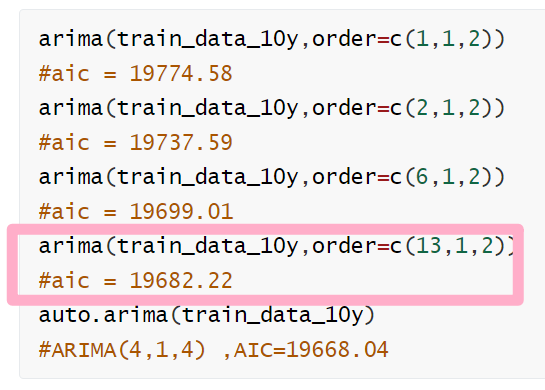 arima(train_data_10y,order=c(1,1,2))
#aic = 19774.58
arima(train_data_10y,order=c(2,1,2))
#aic = 19737.59
arima(train_data_10y,order=c(6,1,2))
#aic = 19699.01
arima(train_data_10y,order=c(13,1,2))
#aic = 19682.22
auto.arima(train_data_10y)
#ARIMA(4,1,4) ,AIC=19668.04